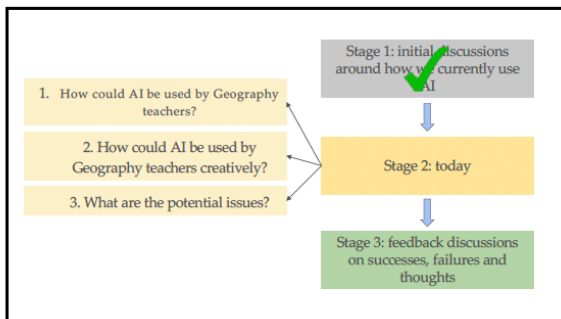 Stage 1: initial discussions
around how we currently use
AI
1. How could AI be used by Geography
teachers?
2. How could AI be used by
Geography teachers creatively?
3. What are the potential issues?
Stage 2: today
Stage 3: feedback discussions
on successes, failures and
thoughts